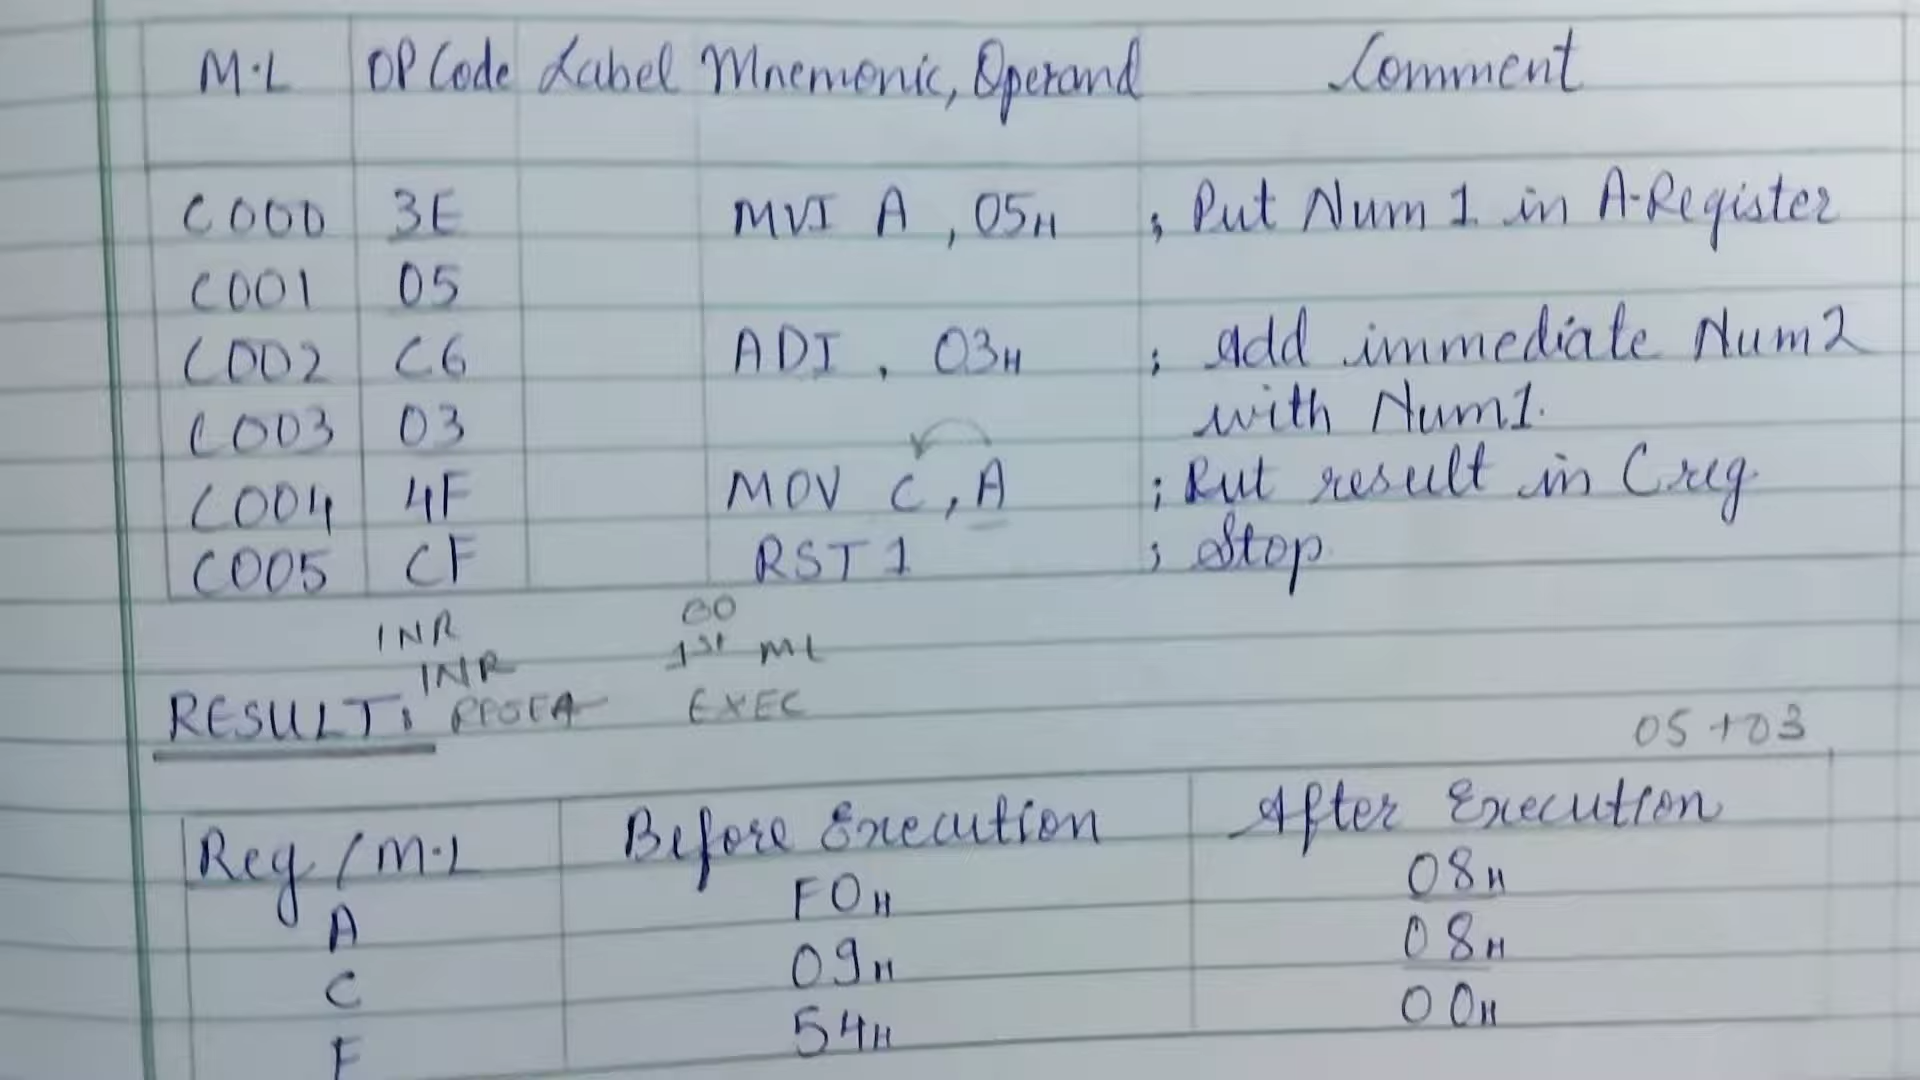 M·L OP Code Label Mnemonic, Operand Comment
C000 3E MVI A , 05H ; Put Num 1 in A-Register
C001 05
C002 C6 ADI , 03H ; Add immediate Num2
with Num1.
C003 03
C004 4F MOV C , A ; Put result in C reg.
C005 CF RST 1 ; Stop.
INR GO
INR 1st ML
RESULT: EXEC
05 + 03
Reg / M·L Before Execution After Execution
A F0H 08H
C 09H 08H
F 54H 00H